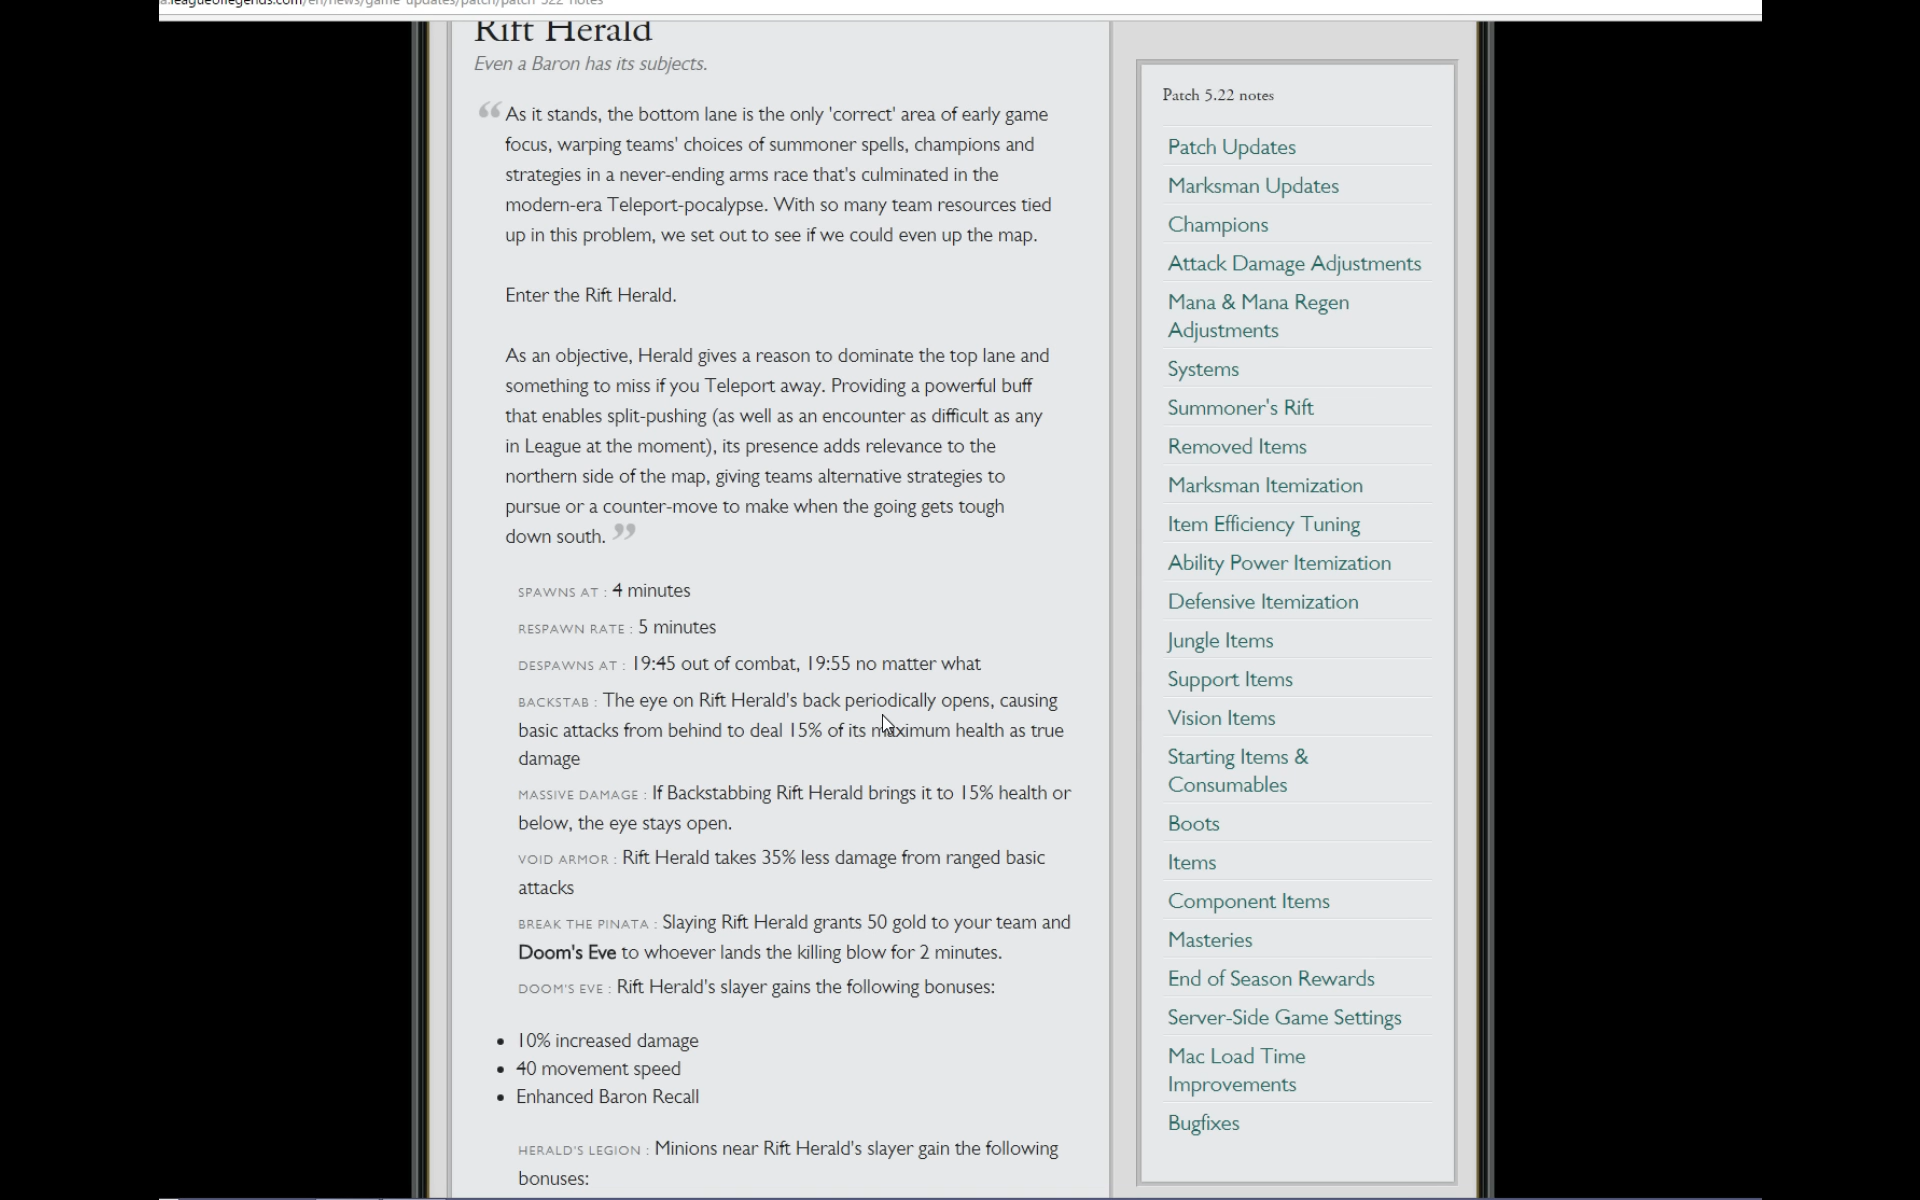 a.leagueoflegends.com/en/news/game-updates/patch/patch-522-notes
Rift Herald
Even a Baron has its subjects.
“ As it stands, the bottom lane is the only 'correct' area of early game
focus, warping teams' choices of summoner spells, champions and
strategies in a never-ending arms race that's culminated in the
modern-era Teleport-pocalypse. With so many team resources tied
up in this problem, we set out to see if we could even up the map.
Enter the Rift Herald.
As an objective, Herald gives a reason to dominate the top lane and
something to miss if you Teleport away. Providing a powerful buff
that enables split-pushing (as well as an encounter as difficult as any
in League at the moment), its presence adds relevance to the
northern side of the map, giving teams alternative strategies to
pursue or a counter-move to make when the going gets tough
down south. ”
SPAWNS AT : 4 minutes
RESPAWN RATE : 5 minutes
DESPAWNS AT : 19:45 out of combat, 19:55 no matter what
BACKSTAB : The eye on Rift Herald's back periodically opens, causing
basic attacks from behind to deal 15% of its maximum health as true
damage
MASSIVE DAMAGE : If Backstabbing Rift Herald brings it to 15% health or
below, the eye stays open.
VOID ARMOR : Rift Herald takes 35% less damage from ranged basic
attacks
BREAK THE PINATA : Slaying Rift Herald grants 50 gold to your team and
Doom's Eve to whoever lands the killing blow for 2 minutes.
DOOM'S EVE : Rift Herald's slayer gains the following bonuses:
• 10% increased damage
• 40 movement speed
• Enhanced Baron Recall
HERALD'S LEGION : Minions near Rift Herald's slayer gain the following
bonuses:
Patch 5.22 notes
Patch Updates
Marksman Updates
Champions
Attack Damage Adjustments
Mana & Mana Regen
Adjustments
Systems
Summoner's Rift
Removed Items
Marksman Itemization
Item Efficiency Tuning
Ability Power Itemization
Defensive Itemization
Jungle Items
Support Items
Vision Items
Starting Items &
Consumables
Boots
Items
Component Items
Masteries
End of Season Rewards
Server-Side Game Settings
Mac Load Time
Improvements
Bugfixes